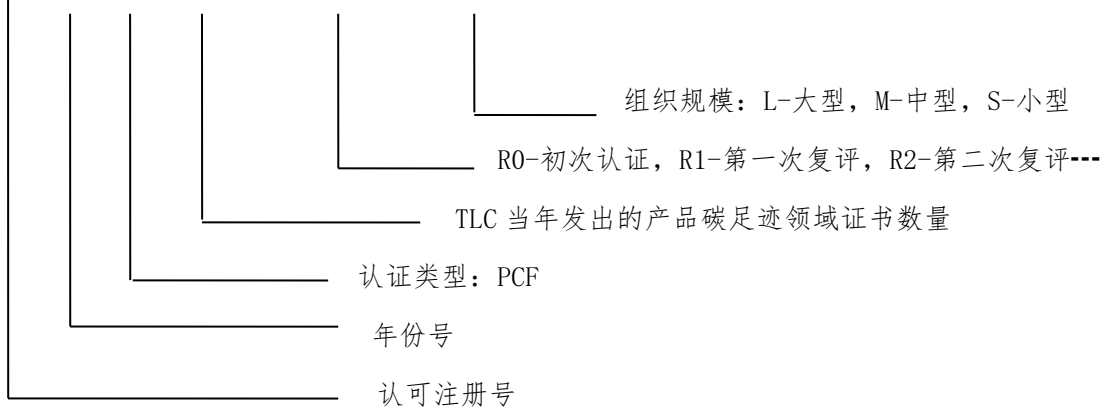 组织规模：L-大型，M-中型，S-小型
R0-初次认证，R1-第一次复评，R2-第二次复评---
TLC 当年发出的产品碳足迹领域证书数量
认证类型：PCF
年份号
认可注册号